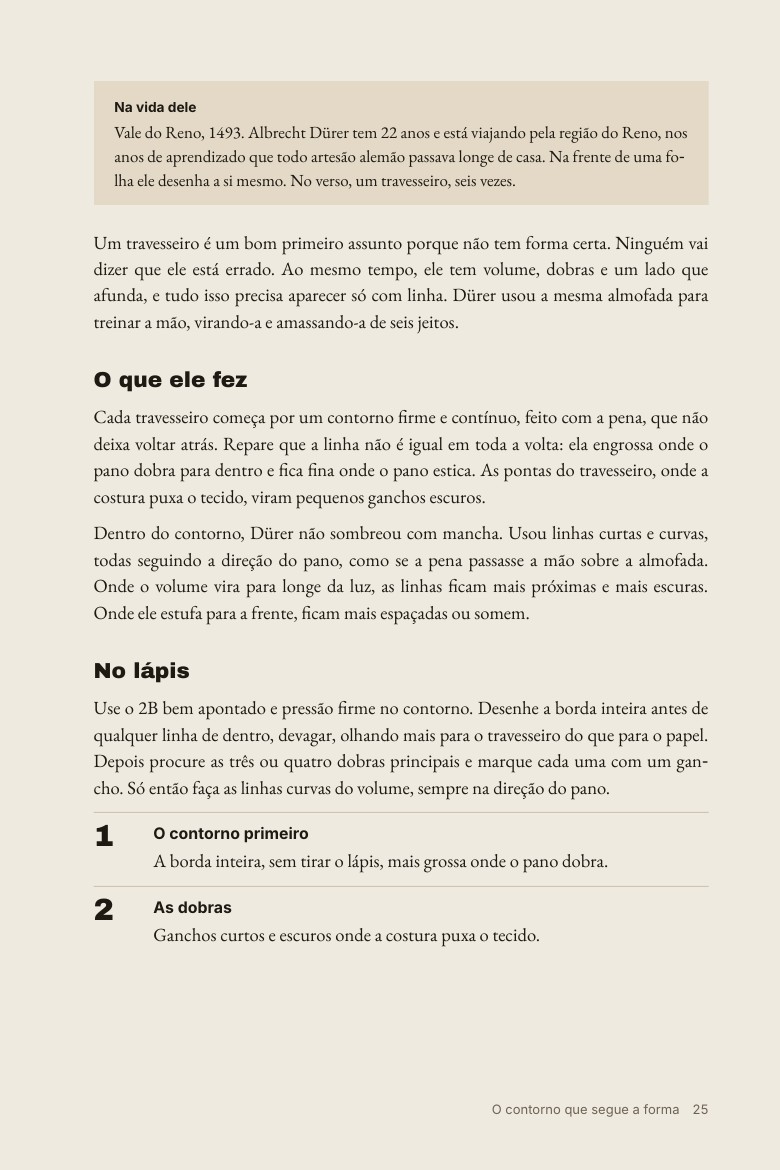 Na vida dele
Vale do Reno, 1493. Albrecht Dürer tem 22 anos e está viajando pela região do Reno, nos
anos de aprendizado que todo artesão alemão passava longe de casa. Na frente de uma fo-
lha ele desenha a si mesmo. No verso, um travesseiro, seis vezes.
Um travesseiro é um bom primeiro assunto porque não tem forma certa. Ninguém vai
dizer que ele está errado. Ao mesmo tempo, ele tem volume, dobras e um lado que
afunda, e tudo isso precisa aparecer só com linha. Dürer usou a mesma almofada para
treinar a mão, virando-a e amassando-a de seis jeitos.
O que ele fez
Cada travesseiro começa por um contorno firme e contínuo, feito com a pena, que não
deixa voltar atrás. Repare que a linha não é igual em toda a volta: ela engrossa onde o
pano dobra para dentro e fica fina onde o pano estica. As pontas do travesseiro, onde a
costura puxa o tecido, viram pequenos ganchos escuros.
Dentro do contorno, Dürer não sombreou com mancha. Usou linhas curtas e curvas,
todas seguindo a direção do pano, como se a pena passasse a mão sobre a almofada.
Onde o volume vira para longe da luz, as linhas ficam mais próximas e mais escuras.
Onde ele estufa para a frente, ficam mais espaçadas ou somem.
No lápis
Use o 2B bem apontado e pressão firme no contorno. Desenhe a borda inteira antes de
qualquer linha de dentro, devagar, olhando mais para o travesseiro do que para o papel.
Depois procure as três ou quatro dobras principais e marque cada uma com um gan-
cho. Só então faça as linhas curvas do volume, sempre na direção do pano.
1 O contorno primeiro
A borda inteira, sem tirar o lápis, mais grossa onde o pano dobra.
2 As dobras
Ganchos curtos e escuros onde a costura puxa o tecido.
O contorno que segue a forma 25